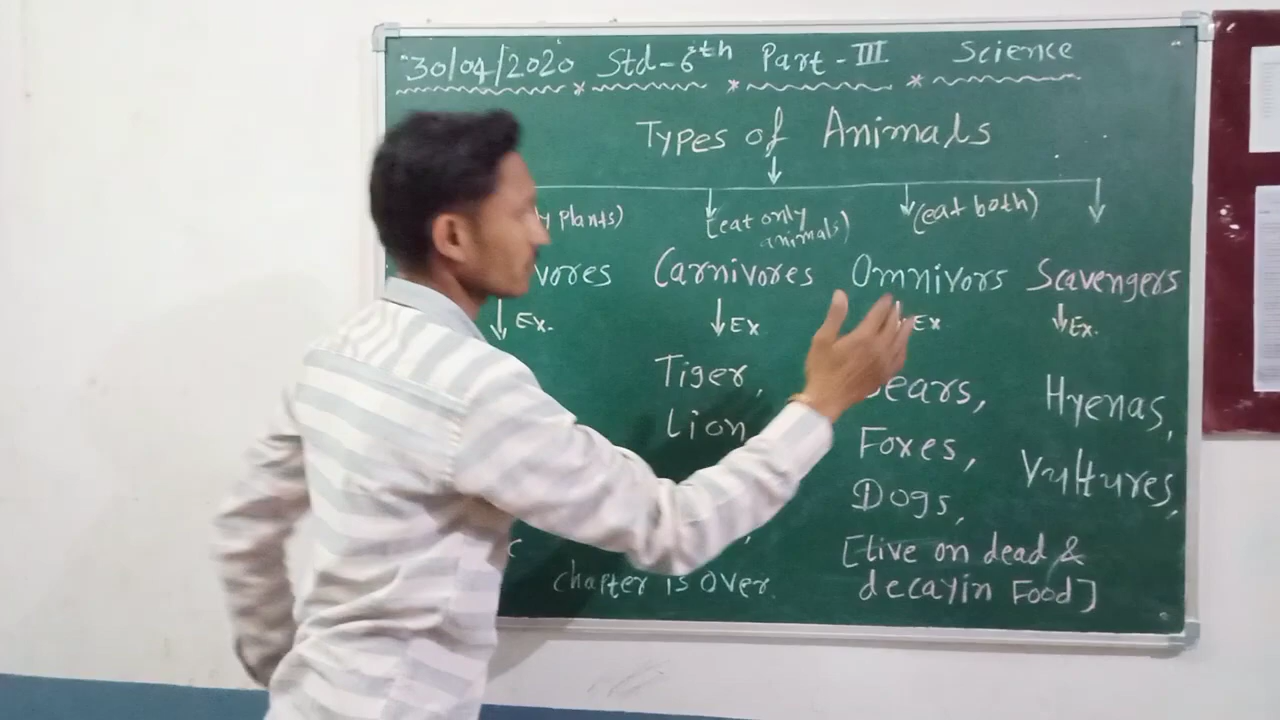 30/04/2020 Std-6th Part-III Science
Types of Animals
plants) (eat only animals) (eat both)
vores Carnivores Omnivors Scavengers
Ex. Ex Ex Ex.
Tiger, ears, Hyenas,
Lion Foxes, Vultures,
Dogs,
[live on dead &
decayin Food]
chapter is over.